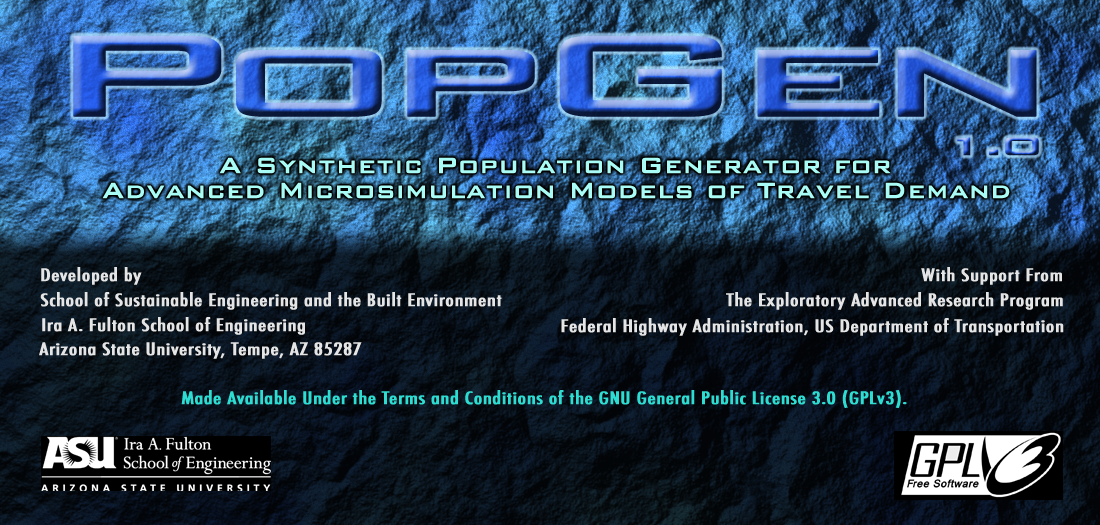 PopGen
1.0
A Synthetic Population Generator for
Advanced Microsimulation Models of Travel Demand
Developed by
School of Sustainable Engineering and the Built Environment
Ira A. Fulton School of Engineering
Arizona State University, Tempe, AZ 85287
With Support From
The Exploratory Advanced Research Program
Federal Highway Administration, US Department of Transportation
Made Available Under the Terms and Conditions of the GNU General Public License 3.0 (GPLv3).
ASU Ira A. Fulton
School of Engineering
ARIZONA STATE UNIVERSITY
GPLv3
Free Software